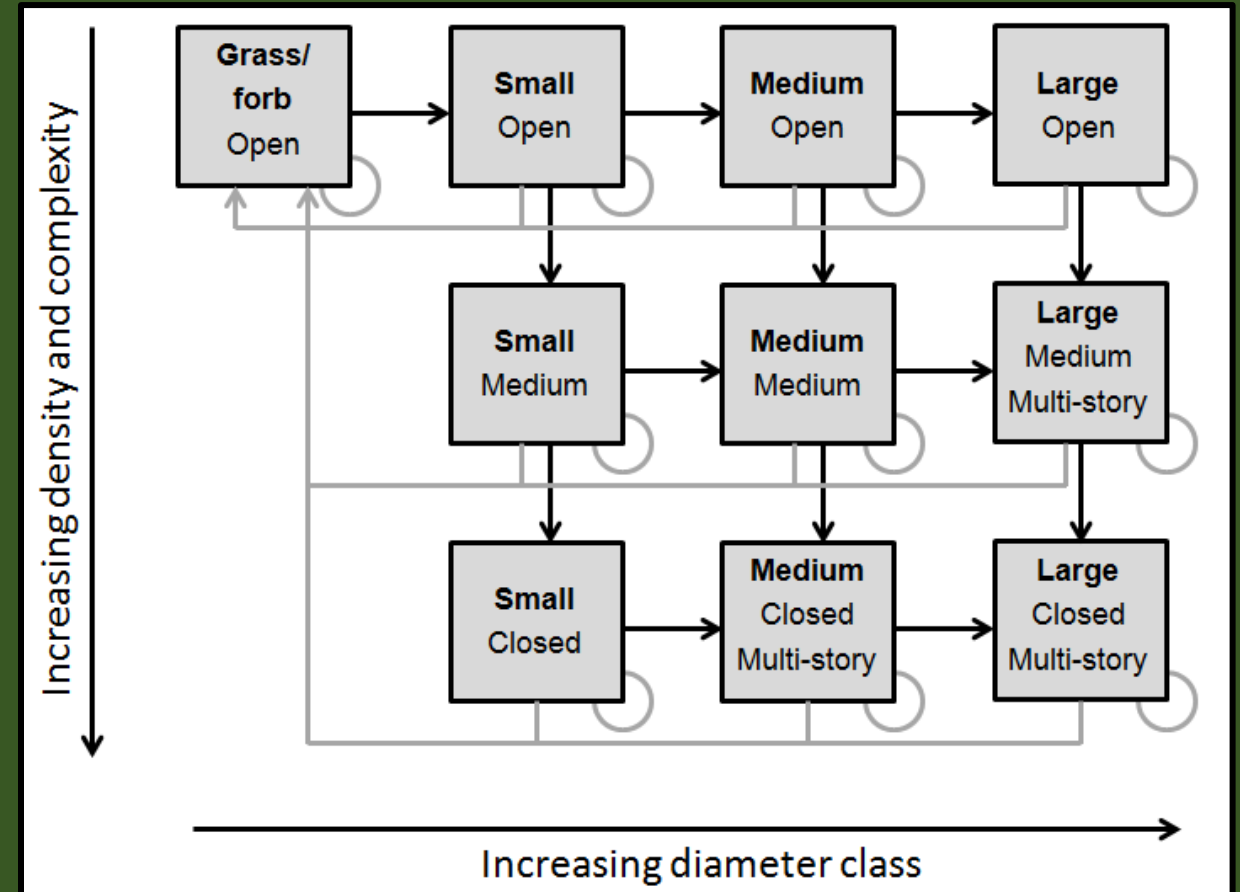 Increasing density and complexity
Grass/
forb
Open
Small
Open
Medium
Open
Large
Open
Small
Medium
Medium
Medium
Large
Medium
Multi-story
Small
Closed
Medium
Closed
Multi-story
Large
Closed
Multi-story
Increasing diameter class